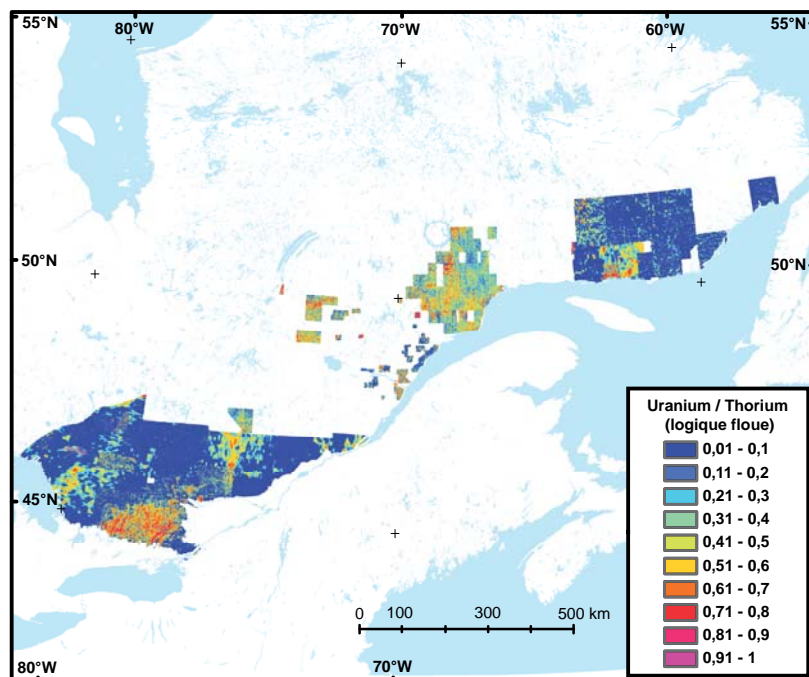 55°N
80°W
70°W
60°W
55°N
50°N
50°N
45°N
0 100 300 500 km
80°W
70°W
Uranium / Thorium
(logique floue)
0,01 - 0,1
0,11 - 0,2
0,21 - 0,3
0,31 - 0,4
0,41 - 0,5
0,51 - 0,6
0,61 - 0,7
0,71 - 0,8
0,81 - 0,9
0,91 - 1